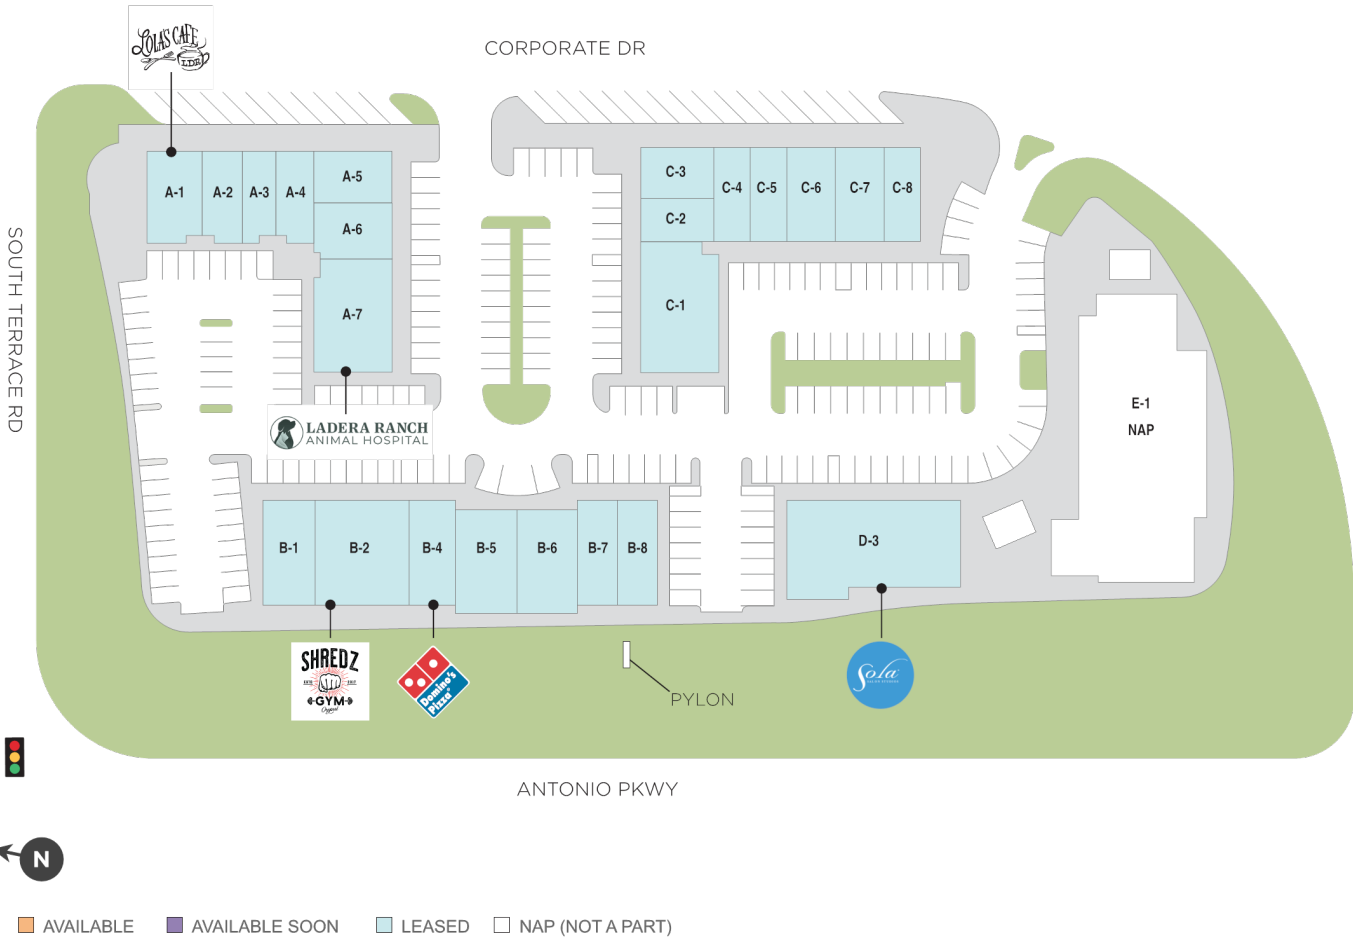 LOLA'S CAFE
LDR
CORPORATE DR
SOUTH TERRACE RD
A-1
A-2
A-3
A-4
A-5
A-6
A-7
C-3
C-2
C-4
C-5
C-6
C-7
C-8
C-1
LADERA RANCH
ANIMAL HOSPITAL
E-1
NAP
B-1
B-2
B-4
B-5
B-6
B-7
B-8
D-3
SHREDZ
GYM
Domino's
Pizza
Sola
PYLON
ANTONIO PKWY
N
AVAILABLE
AVAILABLE SOON
LEASED
NAP (NOT A PART)